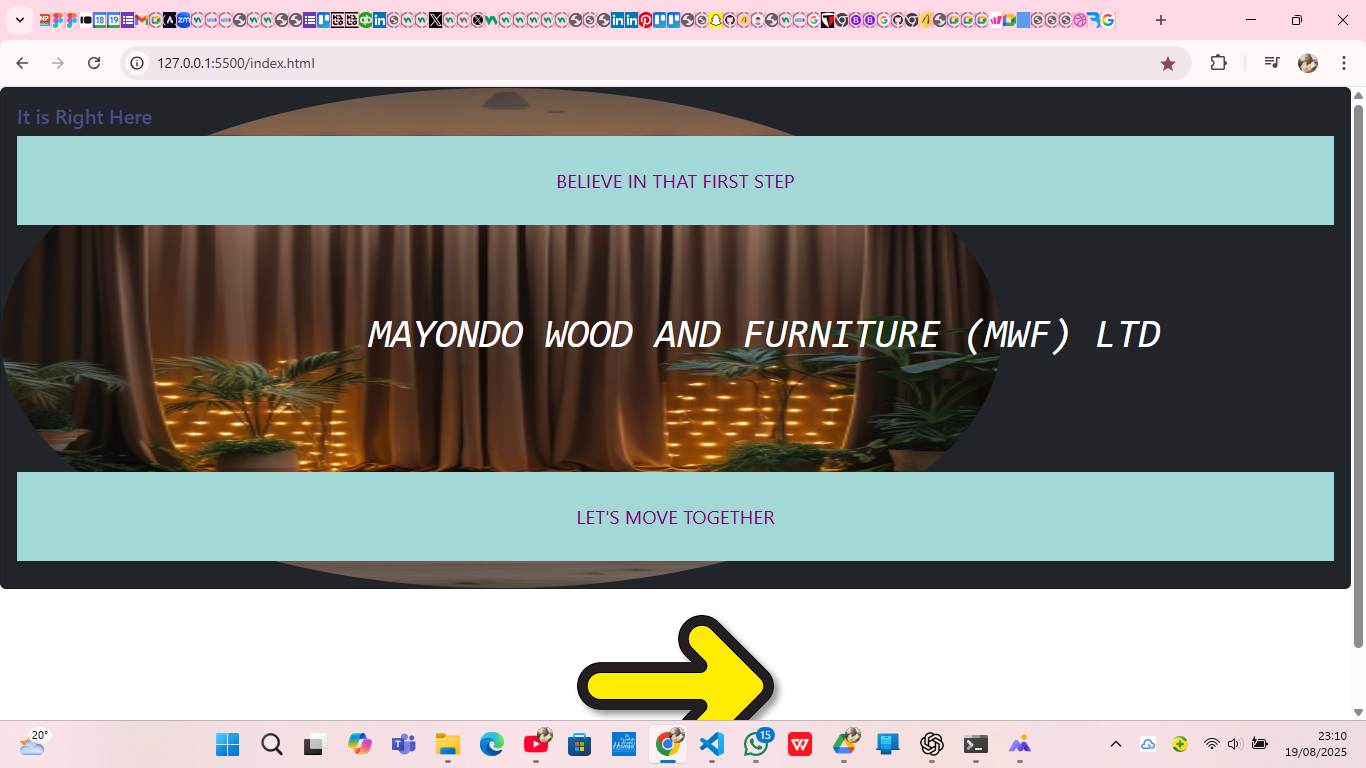 127.0.0.1:5500/index.html
It is Right Here
BELIEVE IN THAT FIRST STEP
MAYONDO WOOD AND FURNITURE (MWF) LTD
LET'S MOVE TOGETHER
20°
15
23:10
19/08/2025